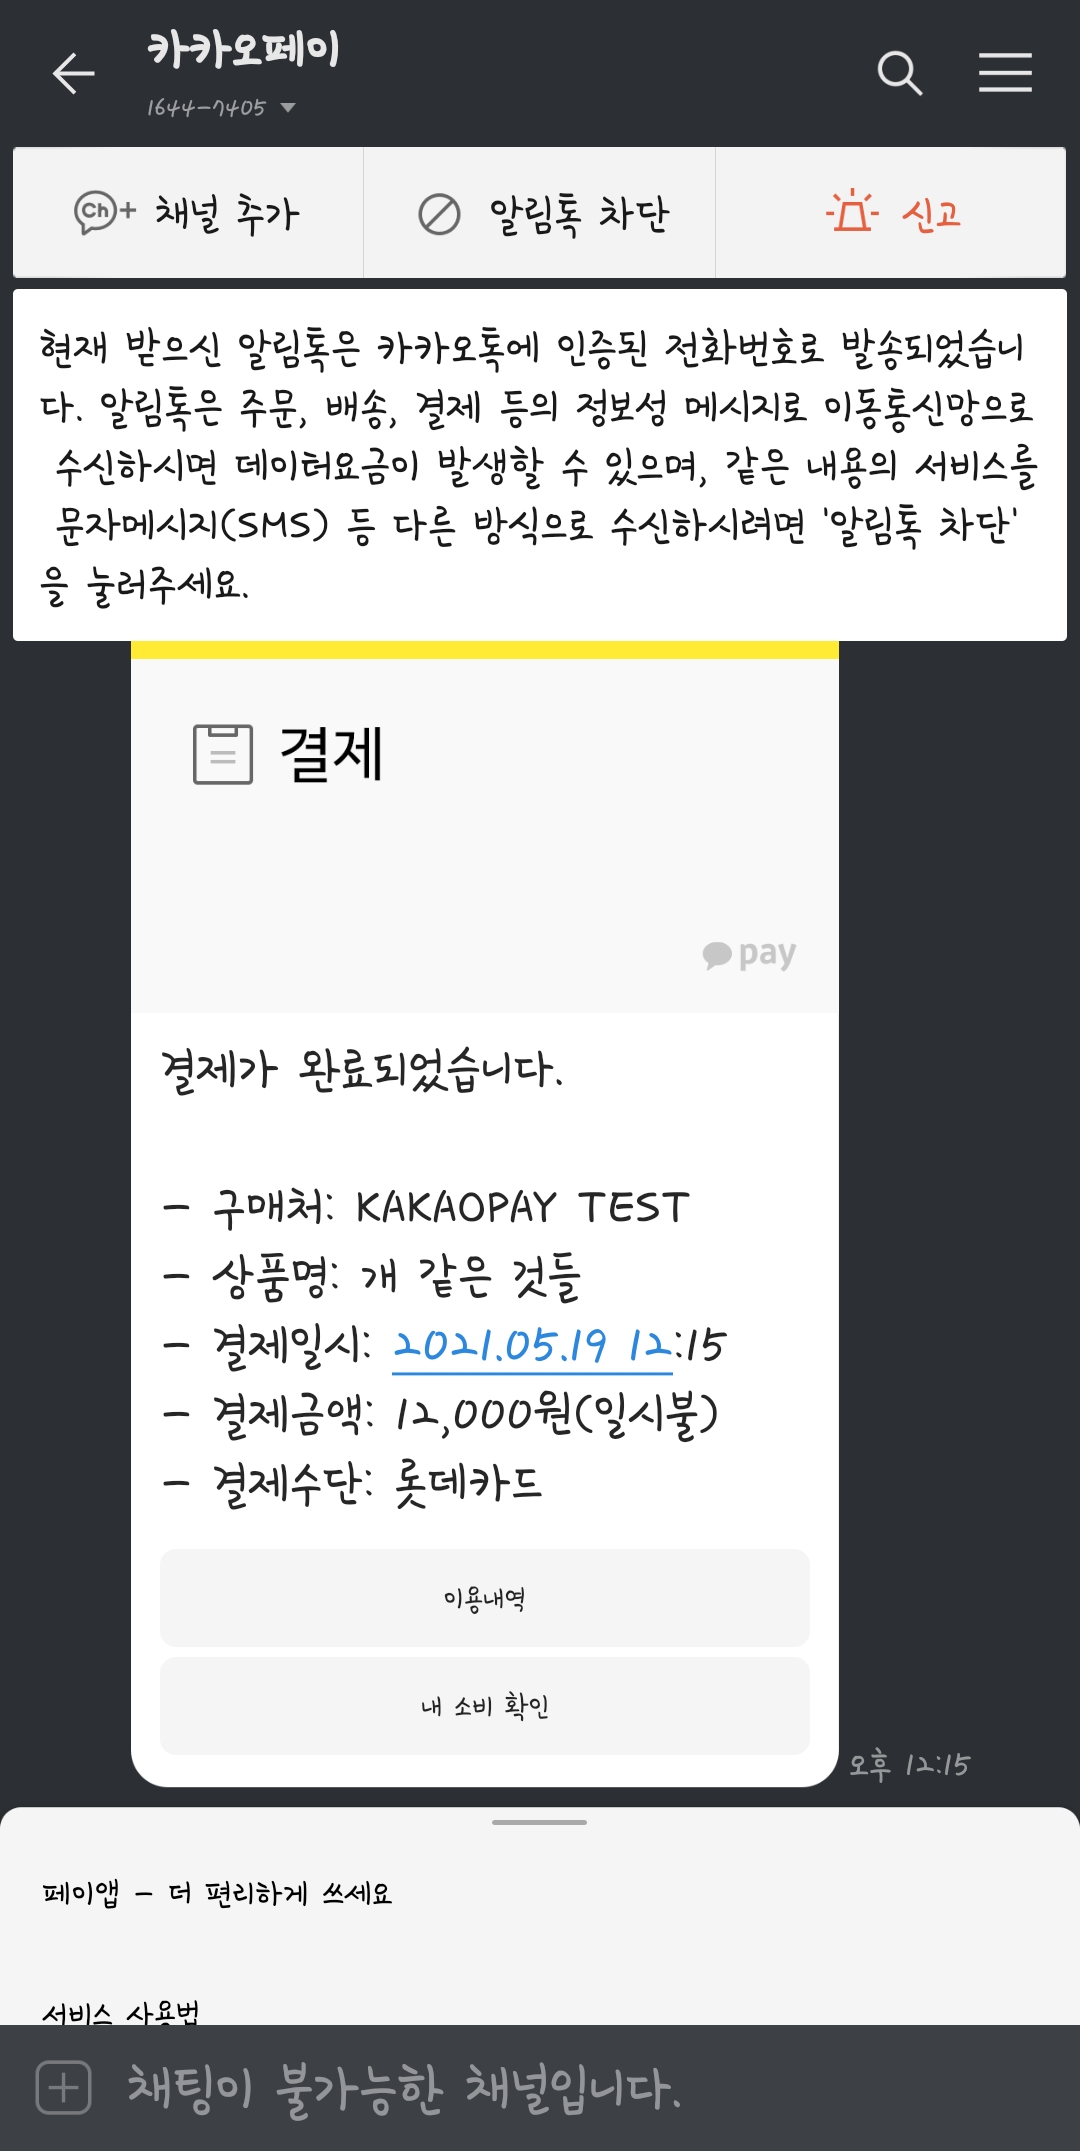 카카오페이
1644-7405
Ch+ 채널 추가
알림톡 차단
신고
현재 받으신 알림톡은 카카오톡에 인증된 전화번호로 발송되었습니
다. 알림톡은 주문, 배송, 결제 등의 정보성 메시지로 이동통신망으로
수신하시면 데이터요금이 발생할 수 있으며, 같은 내용의 서비스를
문자메시지(SMS) 등 다른 방식으로 수신하시려면 '알림톡 차단'
을 눌러주세요.
결제
pay
결제가 완료되었습니다.
- 구매처: KAKAOPAY TEST
- 상품명: 개 같은 것들
- 결제일시: 2021.05.19 12:15
- 결제금액: 12,000원(일시불)
- 결제수단: 롯데카드
이용내역
내 소비 확인
오후 12:15
페이앱 - 더 편리하게 쓰세요
서비스 사용법
채팅이 불가능한 채널입니다.